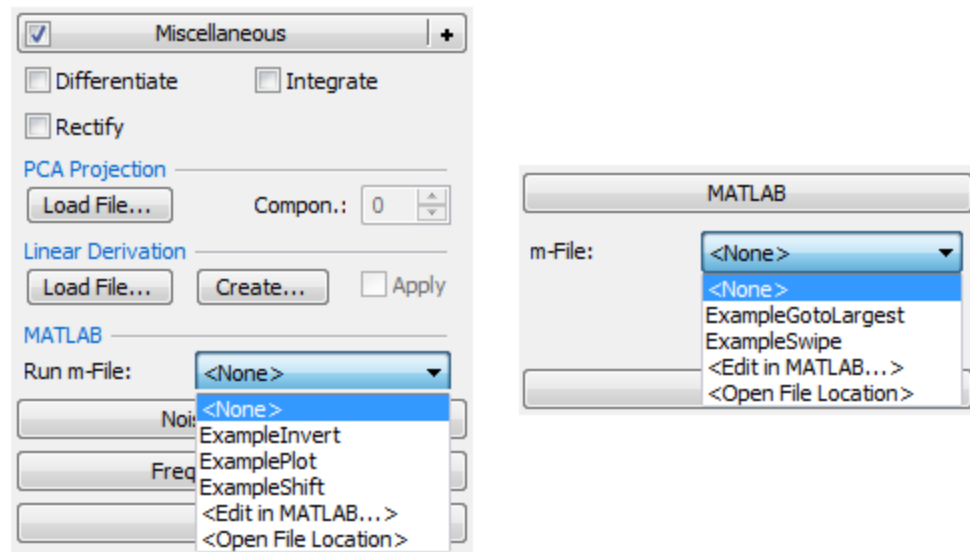 Miscellaneous +
Differentiate Integrate
Rectify
PCA Projection
Load File... Compon.: 0
Linear Derivation
Load File... Create... Apply
MATLAB
Run m-File: <None>
<None>
ExampleInvert
ExamplePlot
ExampleShift
<Edit in MATLAB...>
<Open File Location>
Freq
MATLAB
m-File: <None>
<None>
ExampleGotoLargest
ExampleSwipe
<Edit in MATLAB...>
<Open File Location>